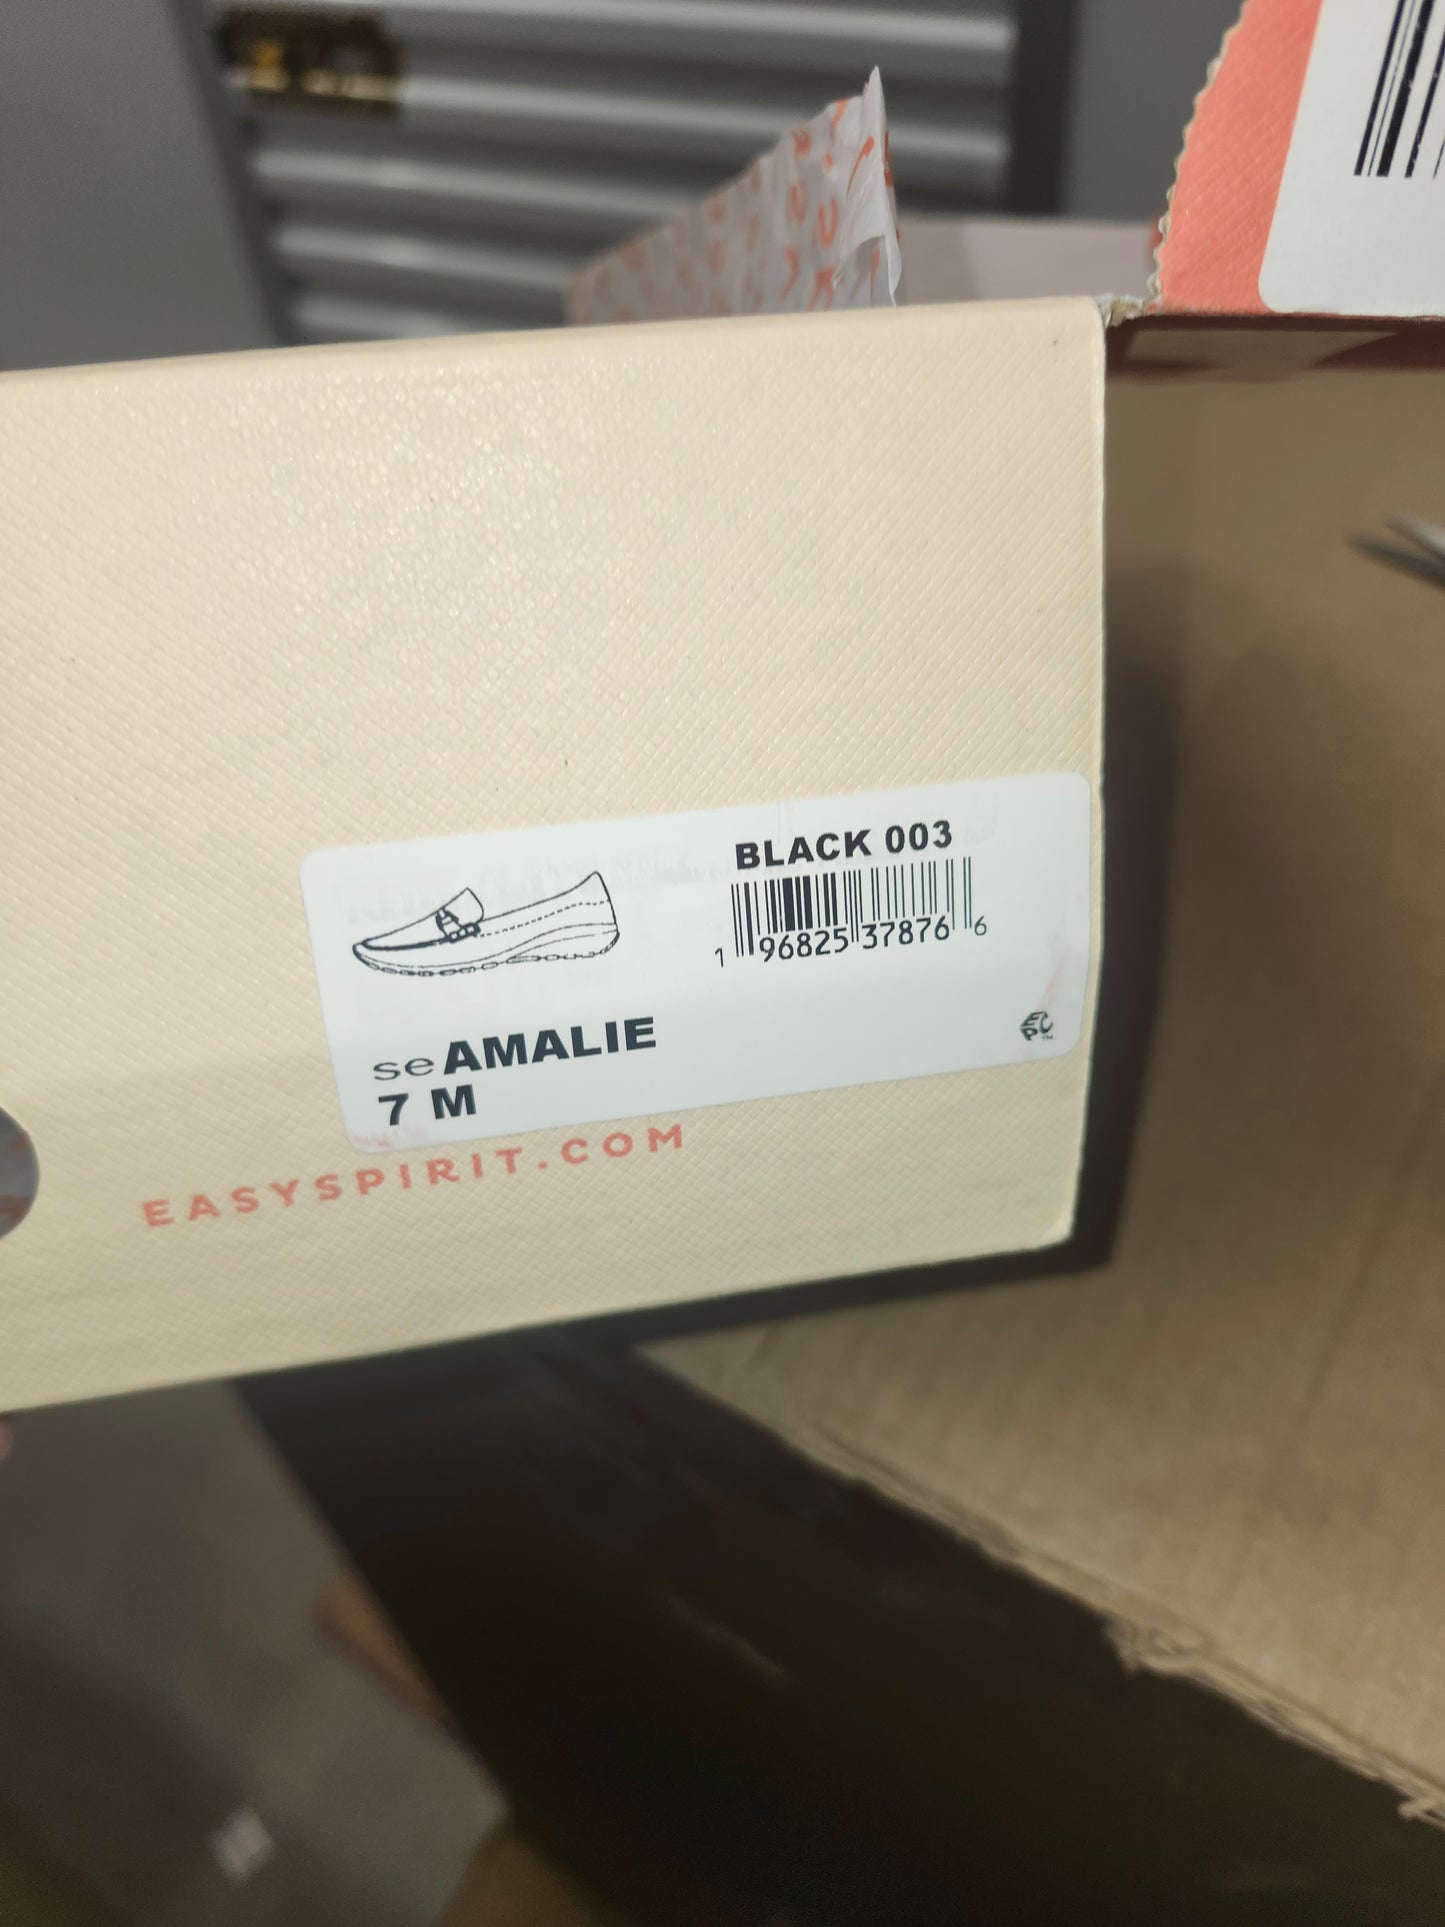 BLACK 003
1 96825 37876 6
seAMALIE
7 M
EASYSPIRIT.COM